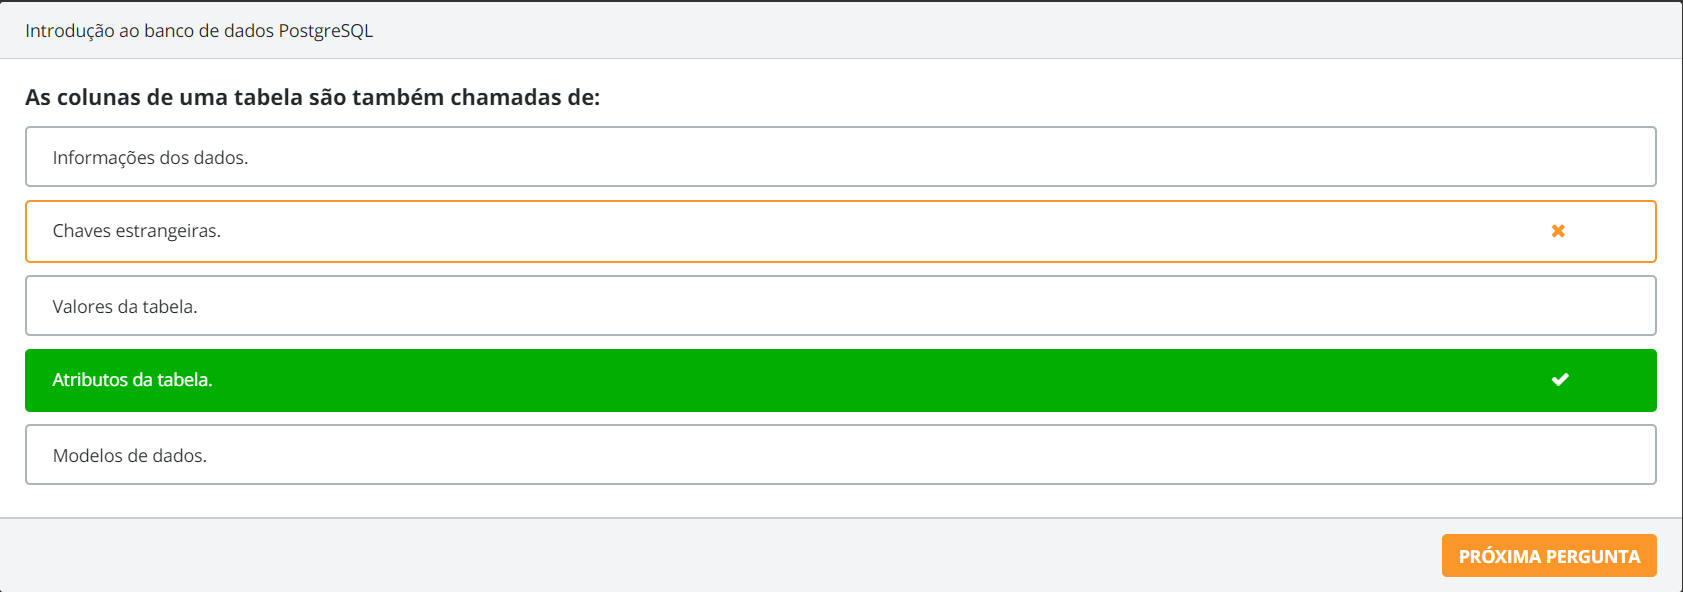 Introdução ao banco de dados PostgreSQL
As colunas de uma tabela são também chamadas de:
Informações dos dados.
Chaves estrangeiras.
Valores da tabela.
Atributos da tabela.
Modelos de dados.
PRÓXIMA PERGUNTA